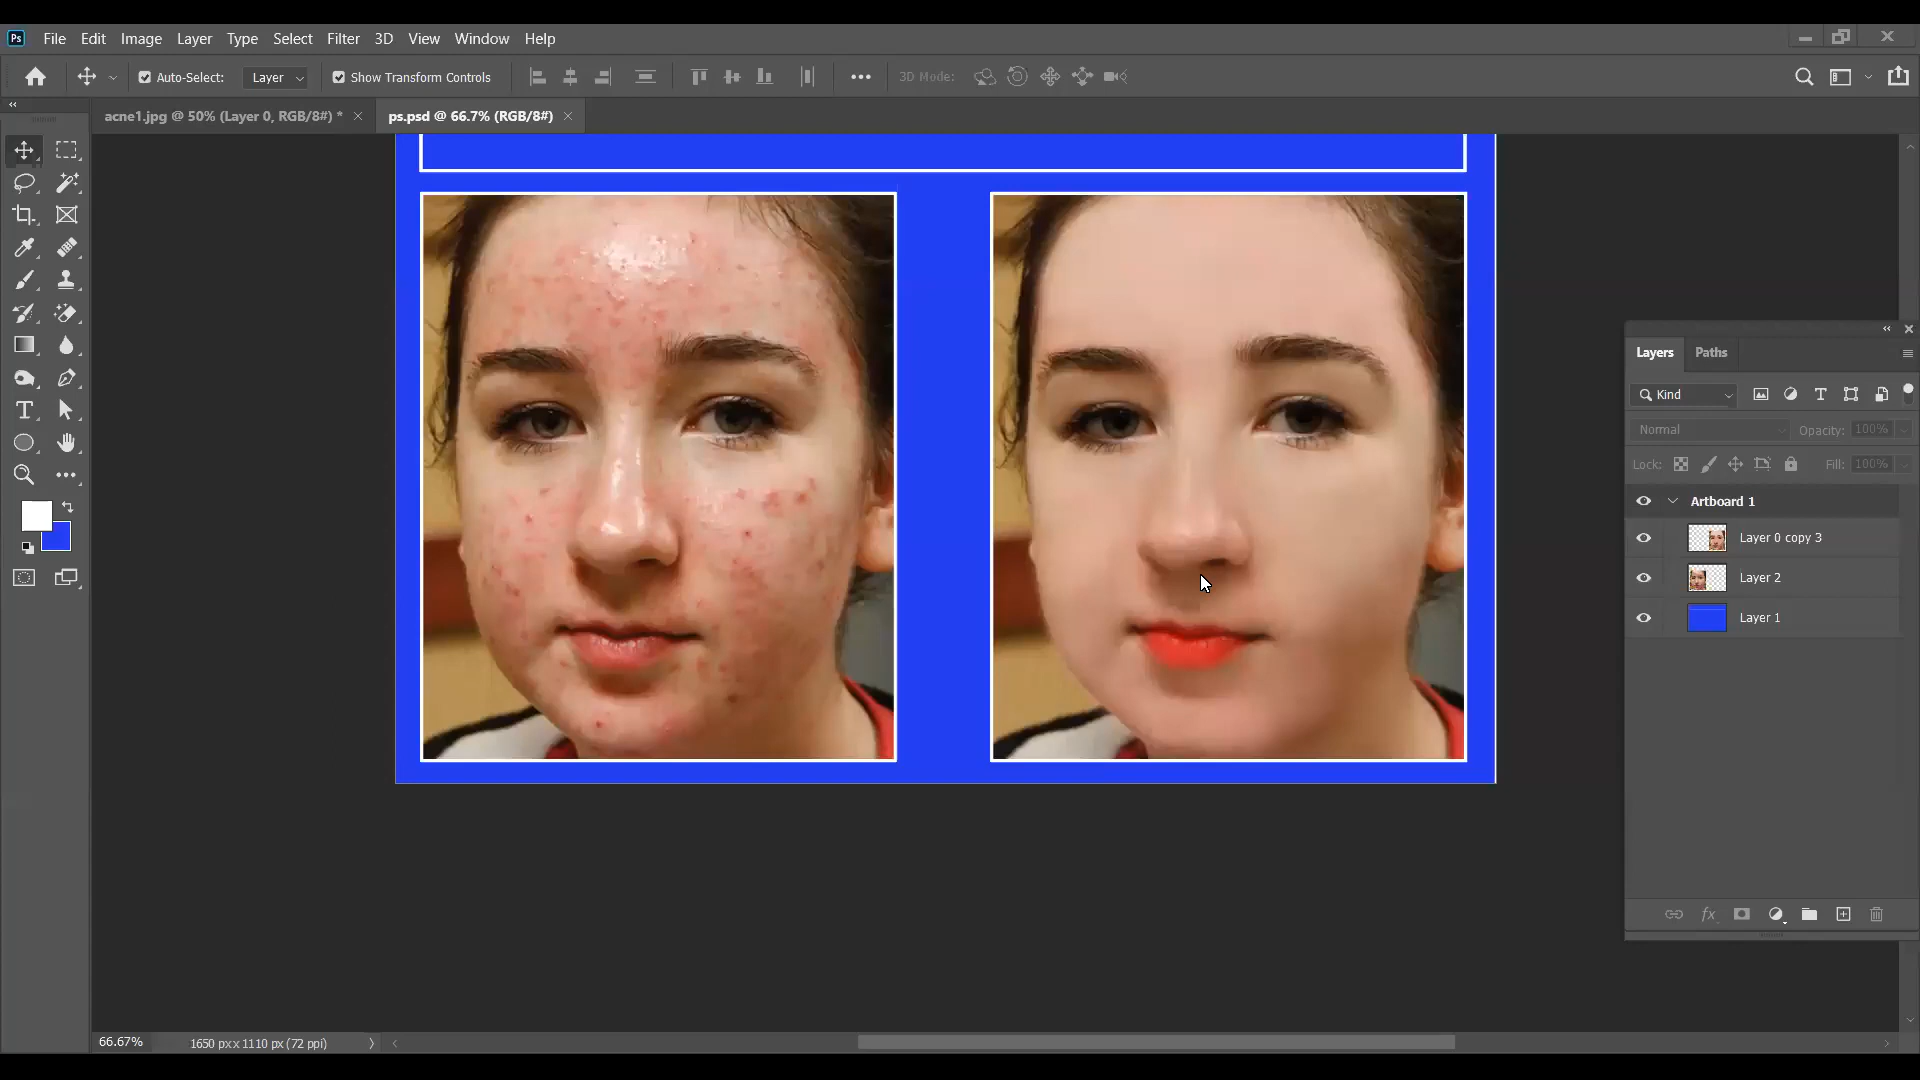 Ps File Edit Image Layer Type Select Filter 3D View Window Help
Auto-Select: Layer Show Transform Controls 3D Mode:
acne1.jpg @ 50% (Layer 0, RGB/8#) * ps.psd @ 66.7% (RGB/8#)
Layers Paths
Kind
Normal Opacity: 100%
Lock: Fill: 100%
Artboard 1
Layer 0 copy 3
Layer 2
Layer 1
fx
66.67% 1650 px x 1110 px (72 ppi)